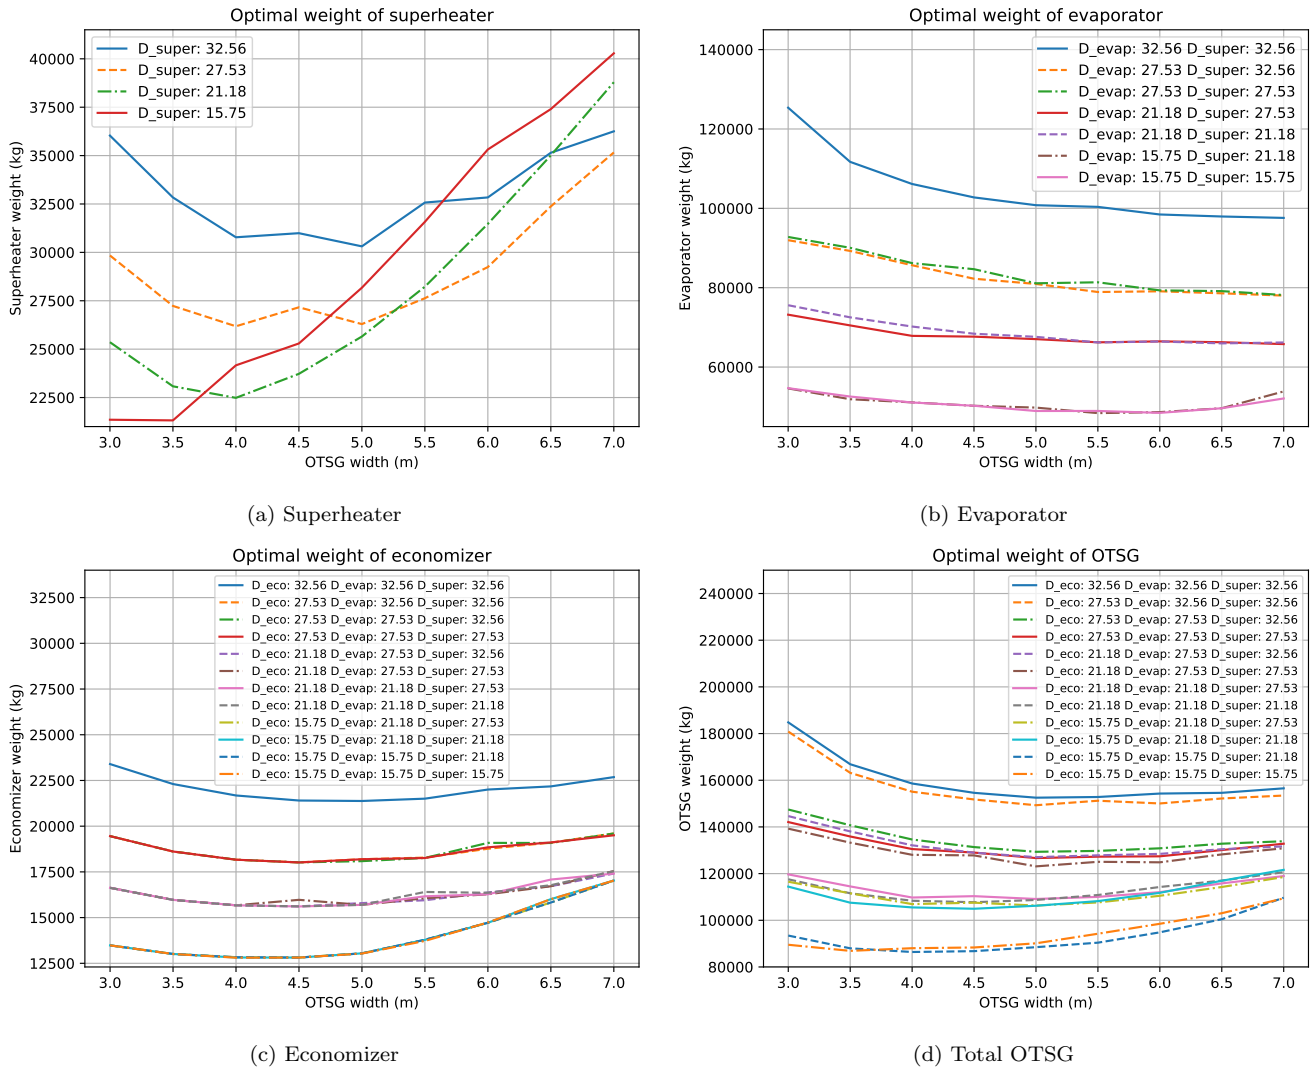 Optimal weight of superheater
Superheater weight (kg)
40000
37500
35000
32500
30000
27500
25000
22500
D_super: 32.56
D_super: 27.53
D_super: 21.18
D_super: 15.75
3.0 3.5 4.0 4.5 5.0 5.5 6.0 6.5 7.0
OTSG width (m)
(a) Superheater
Optimal weight of evaporator
Evaporator weight (kg)
140000
120000
100000
80000
60000
D_evap: 32.56 D_super: 32.56
D_evap: 27.53 D_super: 32.56
D_evap: 27.53 D_super: 27.53
D_evap: 21.18 D_super: 27.53
D_evap: 21.18 D_super: 21.18
D_evap: 15.75 D_super: 21.18
D_evap: 15.75 D_super: 15.75
3.0 3.5 4.0 4.5 5.0 5.5 6.0 6.5 7.0
OTSG width (m)
(b) Evaporator
Optimal weight of economizer
Economizer weight (kg)
32500
30000
27500
25000
22500
20000
17500
15000
12500
D_eco: 32.56 D_evap: 32.56 D_super: 32.56
D_eco: 27.53 D_evap: 32.56 D_super: 32.56
D_eco: 27.53 D_evap: 27.53 D_super: 32.56
D_eco: 27.53 D_evap: 27.53 D_super: 27.53
D_eco: 21.18 D_evap: 27.53 D_super: 32.56
D_eco: 21.18 D_evap: 27.53 D_super: 27.53
D_eco: 21.18 D_evap: 21.18 D_super: 27.53
D_eco: 21.18 D_evap: 21.18 D_super: 21.18
D_eco: 15.75 D_evap: 21.18 D_super: 27.53
D_eco: 15.75 D_evap: 21.18 D_super: 21.18
D_eco: 15.75 D_evap: 15.75 D_super: 21.18
D_eco: 15.75 D_evap: 15.75 D_super: 15.75
3.0 3.5 4.0 4.5 5.0 5.5 6.0 6.5 7.0
OTSG width (m)
(c) Economizer
Optimal weight of OTSG
OTSG weight (kg)
240000
220000
200000
180000
160000
140000
120000
100000
80000
D_eco: 32.56 D_evap: 32.56 D_super: 32.56
D_eco: 27.53 D_evap: 32.56 D_super: 32.56
D_eco: 27.53 D_evap: 27.53 D_super: 32.56
D_eco: 27.53 D_evap: 27.53 D_super: 27.53
D_eco: 21.18 D_evap: 27.53 D_super: 32.56
D_eco: 21.18 D_evap: 27.53 D_super: 27.53
D_eco: 21.18 D_evap: 21.18 D_super: 27.53
D_eco: 21.18 D_evap: 21.18 D_super: 21.18
D_eco: 15.75 D_evap: 21.18 D_super: 27.53
D_eco: 15.75 D_evap: 21.18 D_super: 21.18
D_eco: 15.75 D_evap: 15.75 D_super: 21.18
D_eco: 15.75 D_evap: 15.75 D_super: 15.75
3.0 3.5 4.0 4.5 5.0 5.5 6.0 6.5 7.0
OTSG width (m)
(d) Total OTSG